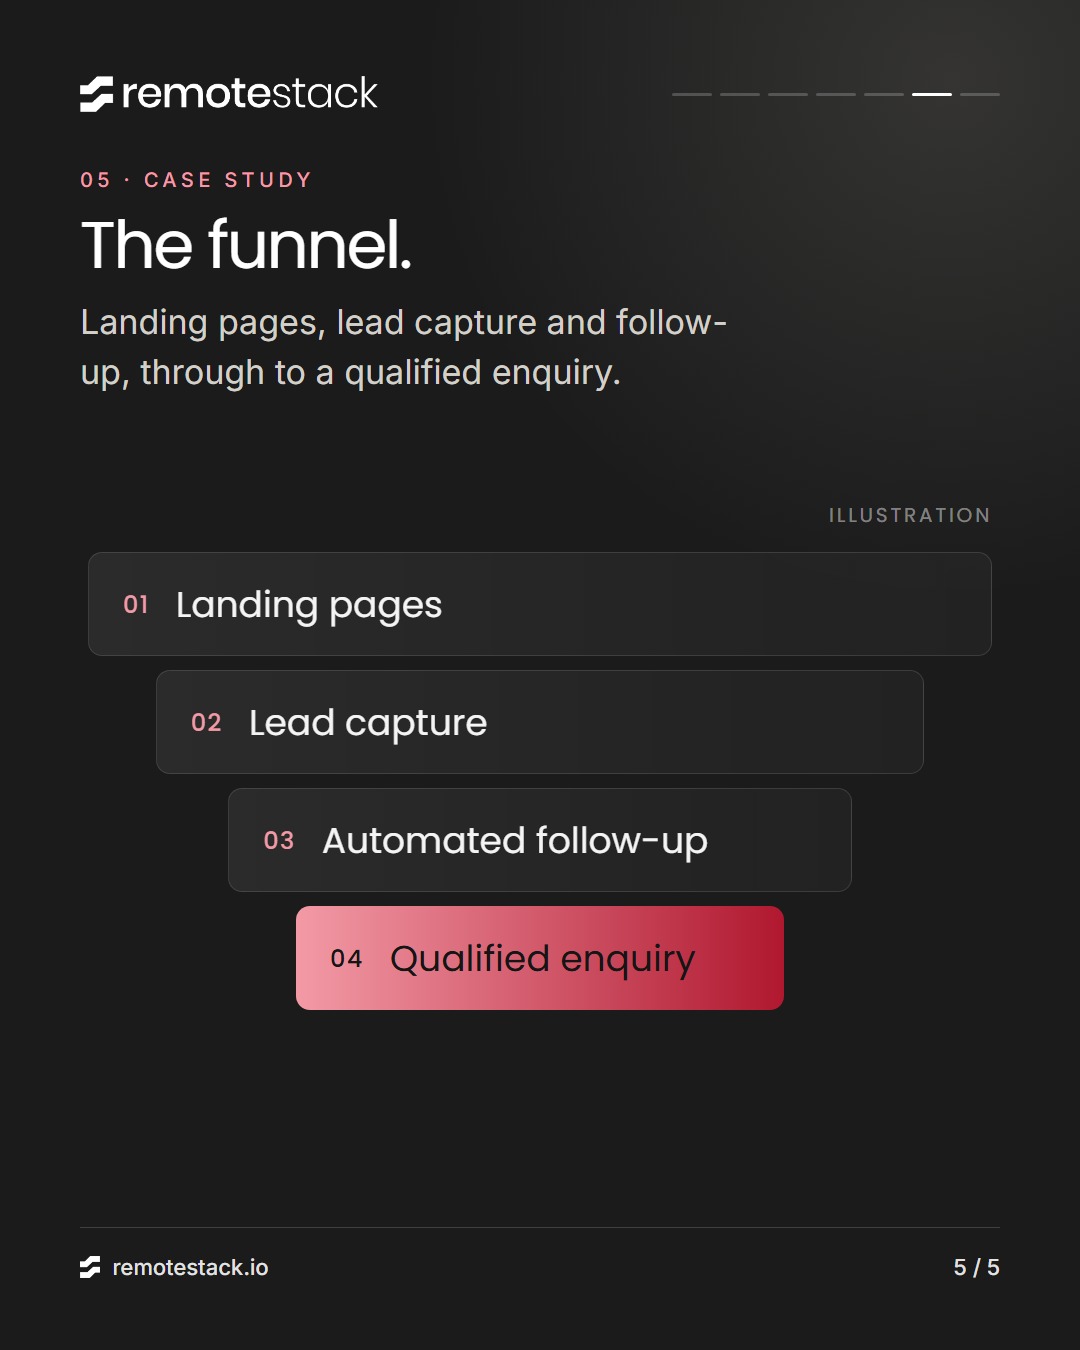 remotestack
05 · CASE STUDY
The funnel.
Landing pages, lead capture and follow-
up, through to a qualified enquiry.
ILLUSTRATION
01 Landing pages
02 Lead capture
03 Automated follow-up
04 Qualified enquiry
remotestack.io
5 / 5